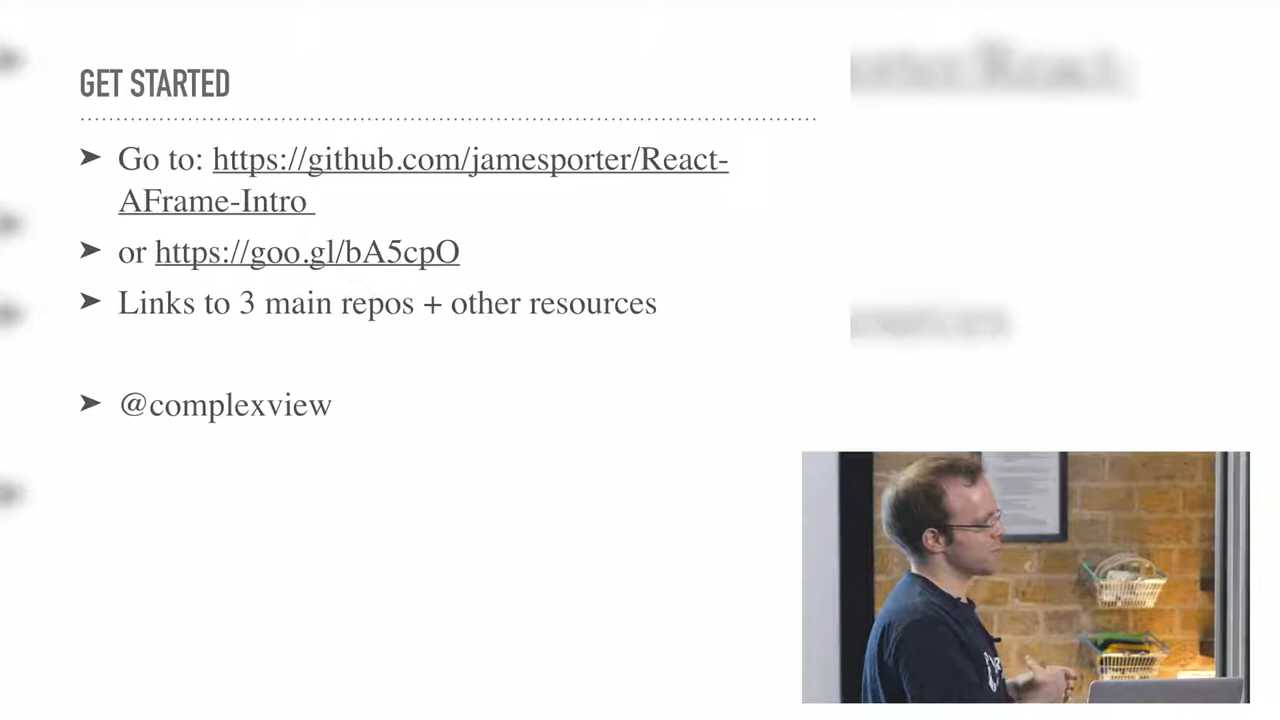 GET STARTED
➤ Go to: https://github.com/jamesporter/React-
AFrame-Intro
➤ or https://goo.gl/bA5cpO
➤ Links to 3 main repos + other resources
➤ @complexview